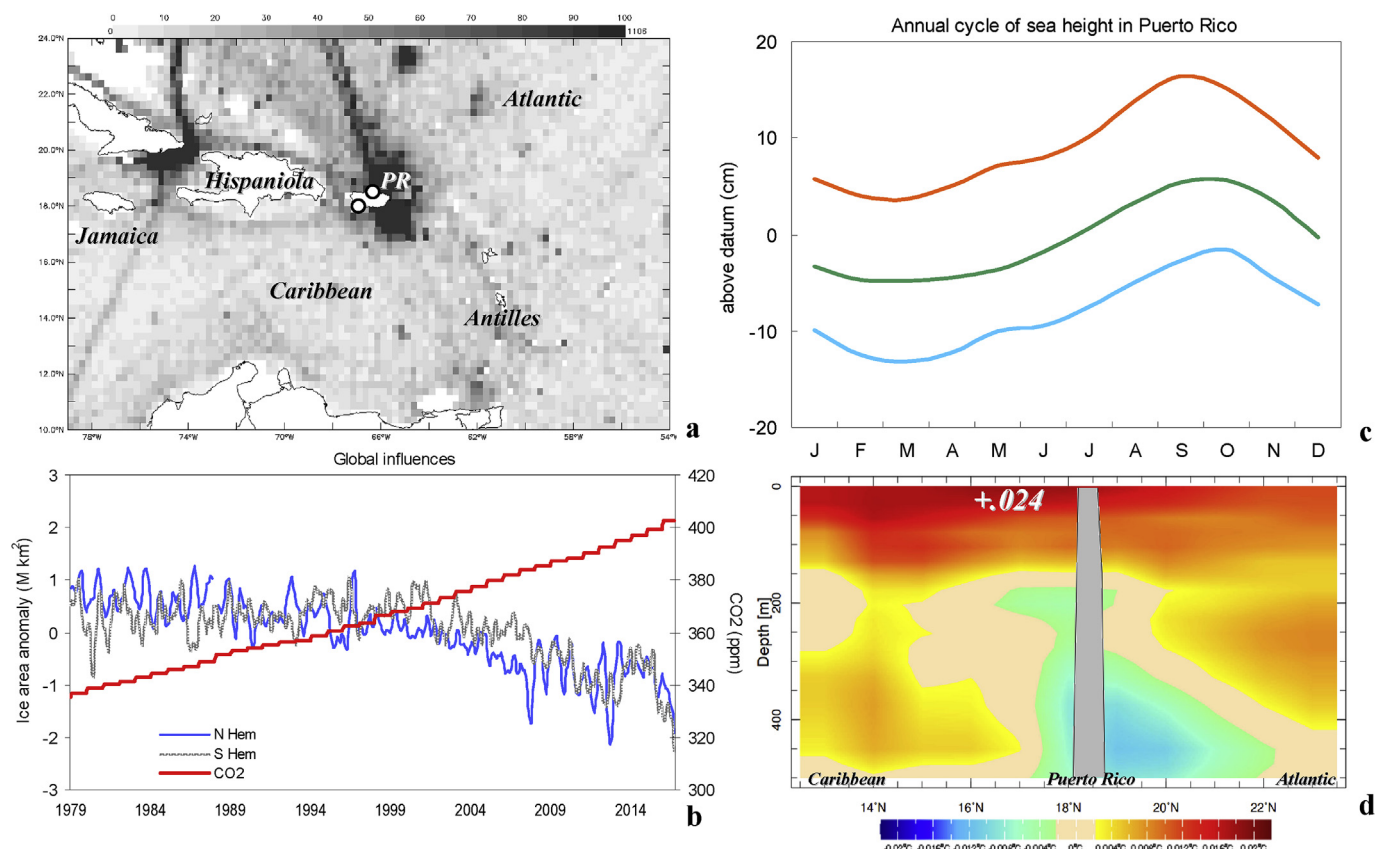 0 10 20 30 40 50 60 70 80 90 100
0 1106
24.0°N
22.0°N
20.0°N
18.0°N
16.0°N
14.0°N
12.0°N
10.0°N
78°W 74°W 70°W 66°W 62°W 58°W 54°W
Atlantic
Hispaniola
PR
Jamaica
Caribbean
Antilles
a
Annual cycle of sea height in Puerto Rico
above datum (cm)
20
10
0
-10
-20
J F M A M J J A S O N D
c
Global influences
Ice area anomaly (M km²)
3
2
1
0
-1
-2
-3
CO2 (ppm)
420
400
380
360
340
320
300
N Hem
S Hem
CO2
1979 1984 1989 1994 1999 2004 2009 2014
b
Depth [m]
0
200
400
+.024
Caribbean Puerto Rico Atlantic
14°N 16°N 18°N 20°N 22°N
d
0°C